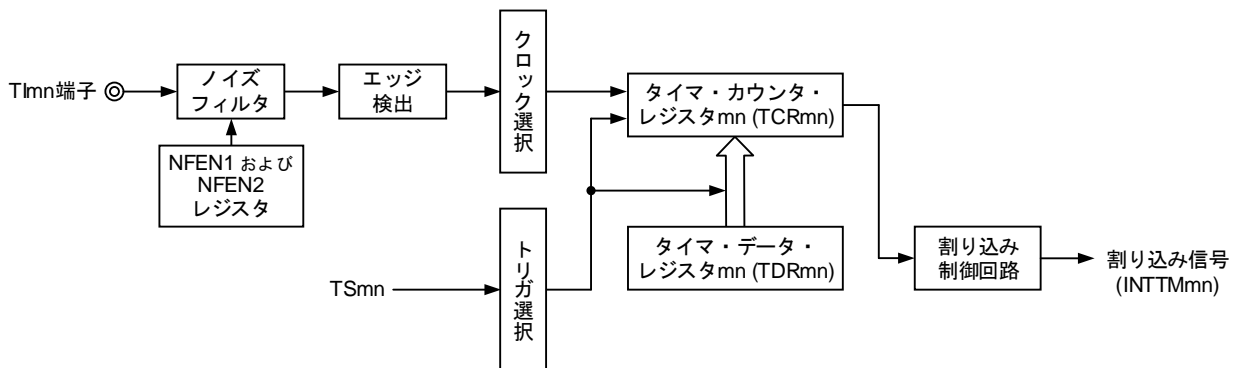 TImn端子
ノイズ
フィルタ
NFEN1 および
NFEN2
レジスタ
エッジ
検出
クロック選択
タイマ・カウンタ・
レジスタmn (TCRmn)
TSmn
トリガ選択
タイマ・データ・
レジスタmn (TDRmn)
割り込み
制御回路
割り込み信号
(INTTMmn)